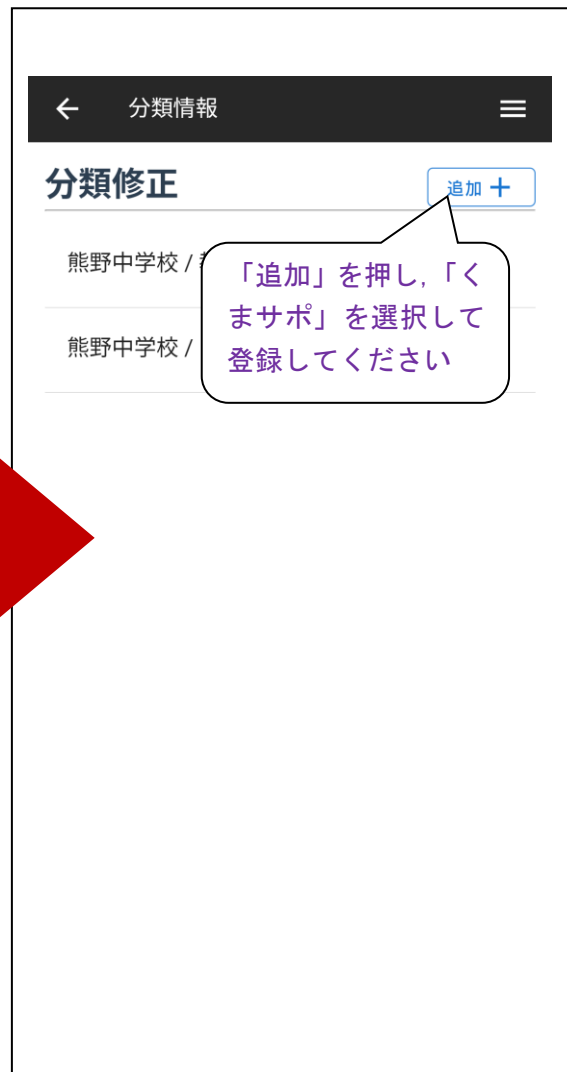 分類情報
分類修正
追加
熊野中学校 /
「追加」を押し,「く
まサポ」を選択して
登録してください
熊野中学校 /